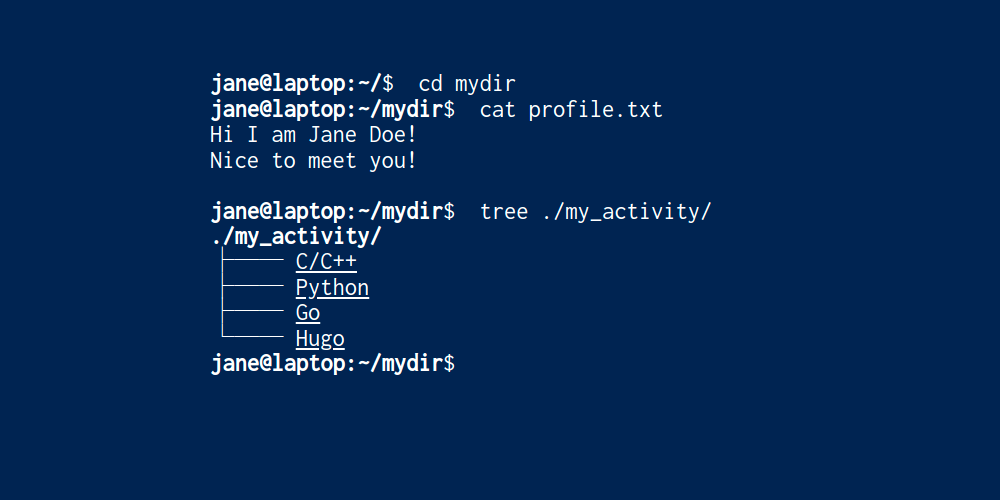 jane@laptop:~/$ cd mydir
jane@laptop:~/mydir$ cat profile.txt
Hi I am Jane Doe!
Nice to meet you!
jane@laptop:~/mydir$ tree ./my_activity/
./my_activity/
├── C/C++
├── Python
├── Go
└── Hugo
jane@laptop:~/mydir$